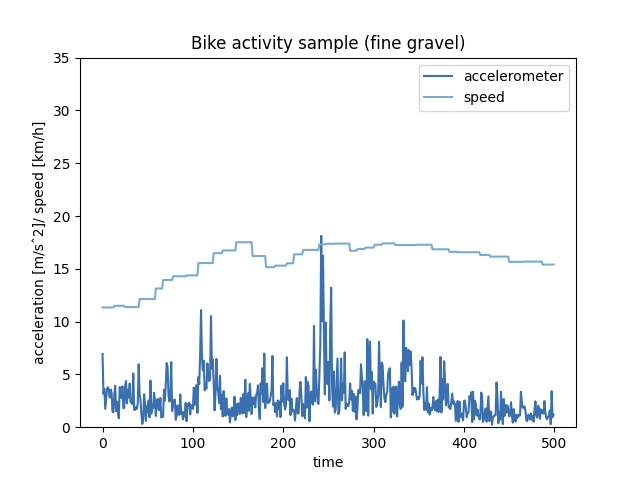 Bike activity sample (fine gravel)
accelerometer
speed
35
30
25
20
15
10
5
0
acceleration [m/s^2]/ speed [km/h]
0 100 200 300 400 500
time